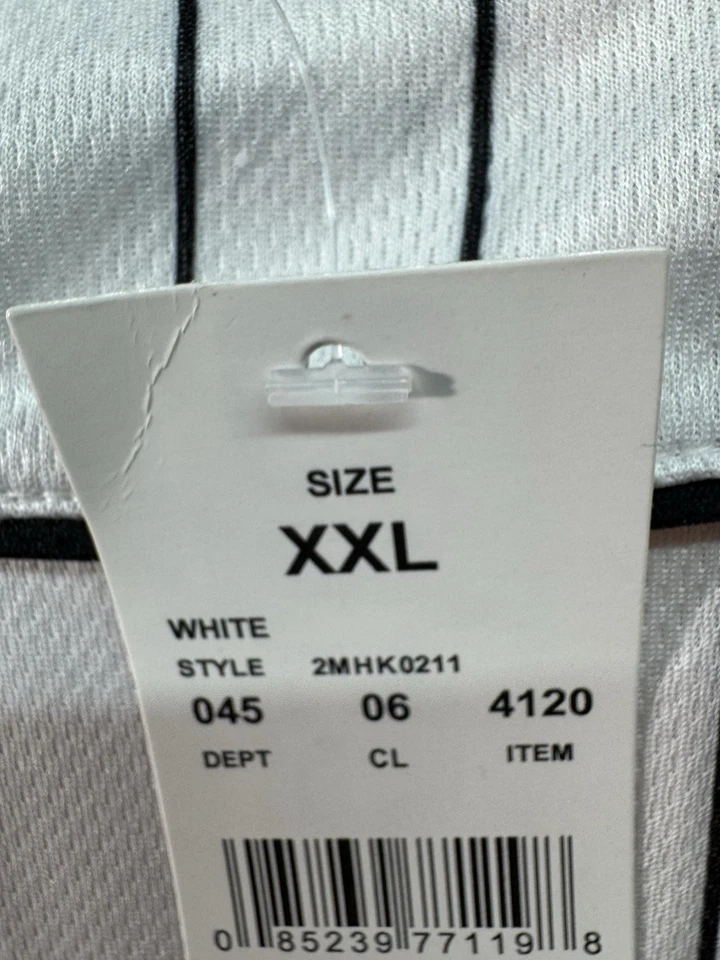 SIZE
XXL
WHITE
STYLE 2MHK0211
045 06 4120
DEPT CL ITEM
0 85239 77119 8